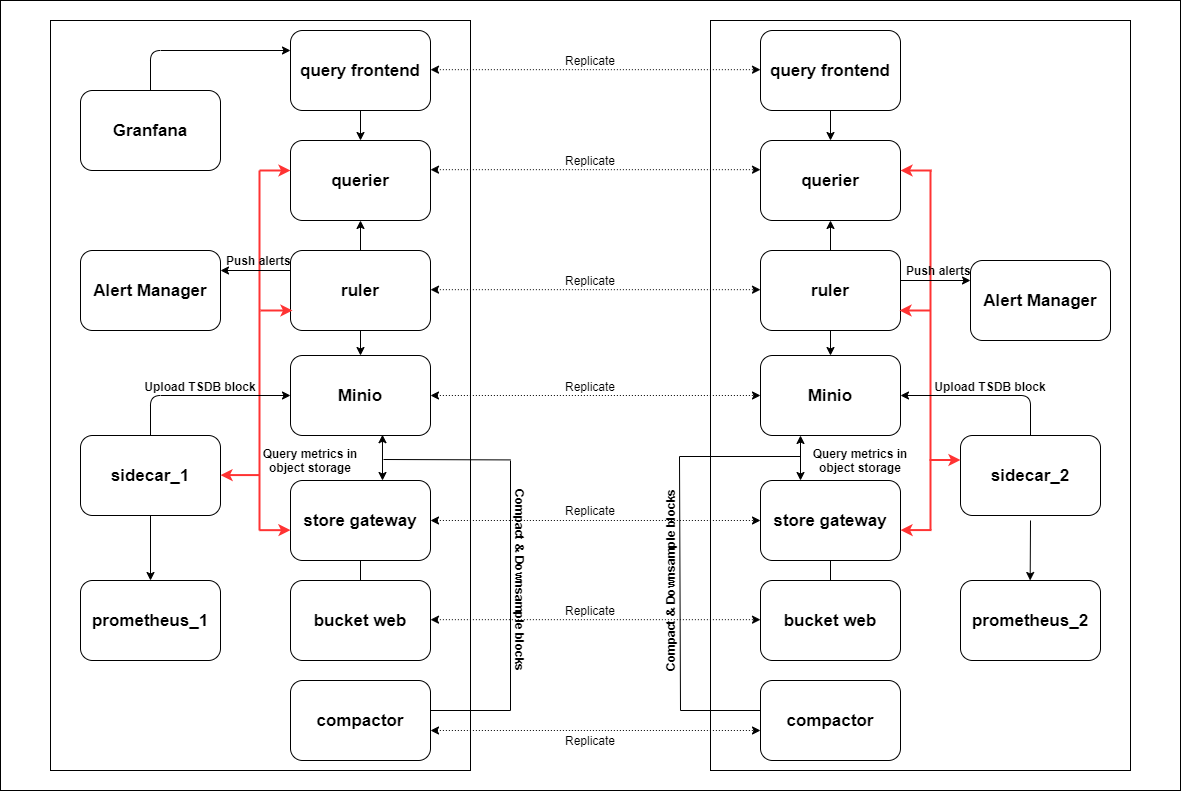 query frontend
Replicate
query frontend
Granfana
querier
Replicate
querier
Push alerts
Alert Manager
ruler
Replicate
ruler
Push alerts
Alert Manager
Upload TSDB block
Minio
Replicate
Minio
Upload TSDB block
sidecar_1
Query metrics in
object storage
Query metrics in
object storage
sidecar_2
Compact & Downsample blocks
Compact & Downsample blocks
store gateway
Replicate
store gateway
prometheus_1
bucket web
Replicate
bucket web
prometheus_2
compactor
Replicate
compactor